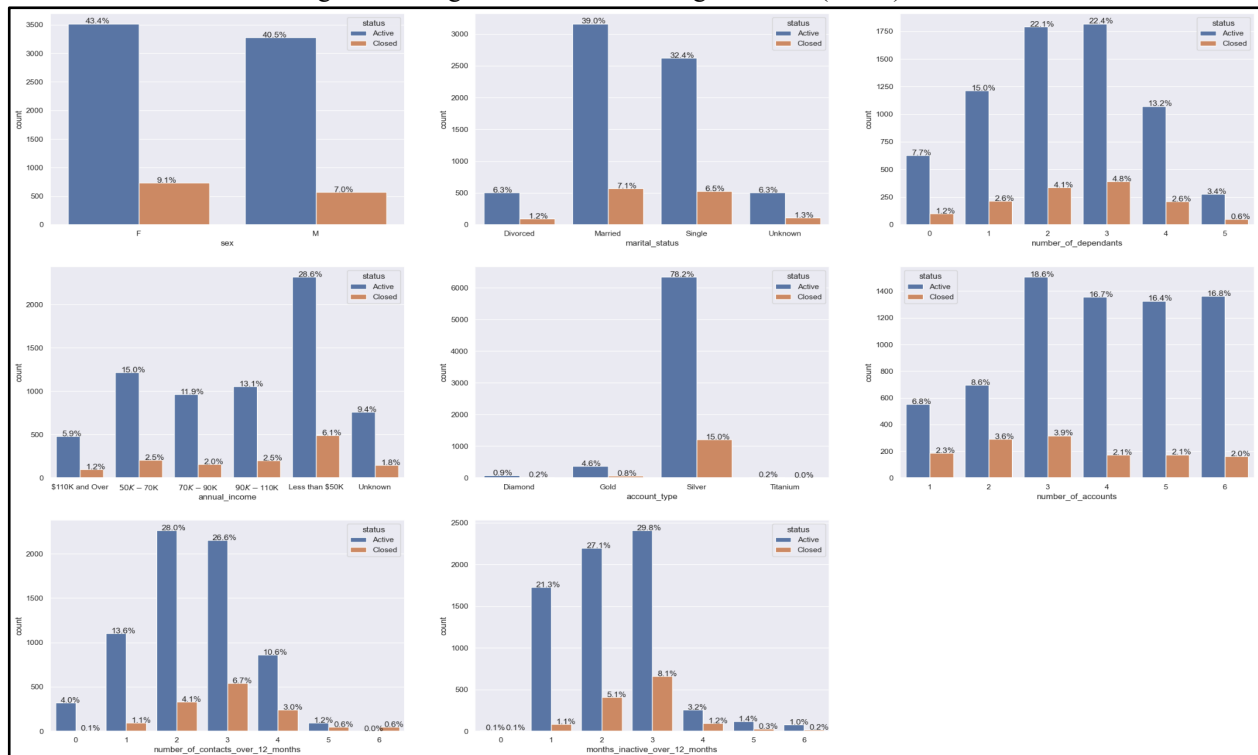 status
Active
Closed
43.4%
9.1%
40.5%
7.0%
3500
3000
2500
2000
1500
1000
500
0
count
F
M
sex
status
Active
Closed
6.3%
1.2%
39.0%
7.1%
32.4%
6.5%
6.3%
1.3%
3000
2500
2000
1500
1000
500
0
count
Divorced
Married
Single
Unknown
marital_status
status
Active
Closed
7.7%
1.2%
15.0%
2.6%
22.1%
4.1%
22.4%
4.8%
13.2%
2.6%
3.4%
0.6%
1750
1500
1250
1000
750
500
250
0
count
0
1
2
3
4
5
number_of_dependants
status
Active
Closed
5.9%
1.2%
15.0%
2.5%
11.9%
2.0%
13.1%
2.5%
28.6%
6.1%
9.4%
1.8%
2000
1500
1000
500
0
count
$110K and Over
50K − 70K
70K − 90K
90K − 110K
Less than $50K
Unknown
annual_income
status
Active
Closed
0.9%
0.2%
4.6%
0.8%
78.2%
15.0%
0.2%
0.0%
6000
5000
4000
3000
2000
1000
0
count
Diamond
Gold
Silver
Titanium
account_type
status
Active
Closed
6.8%
2.3%
8.6%
3.6%
18.6%
3.9%
16.7%
2.1%
16.4%
2.1%
16.8%
2.0%
1400
1200
1000
800
600
400
200
0
count
1
2
3
4
5
6
number_of_accounts
status
Active
Closed
4.0%
0.1%
13.6%
1.1%
28.0%
4.1%
26.6%
6.7%
10.6%
3.0%
1.2%
0.6%
0.0%
0.6%
2000
1500
1000
500
0
count
0
1
2
3
4
5
6
number_of_contacts_over_12_months
status
Active
Closed
0.1%
0.1%
21.3%
1.1%
27.1%
5.1%
29.8%
8.1%
3.2%
1.2%
1.4%
0.3%
1.0%
0.2%
2500
2000
1500
1000
500
0
count
0
1
2
3
4
5
6
months_inactive_over_12_months